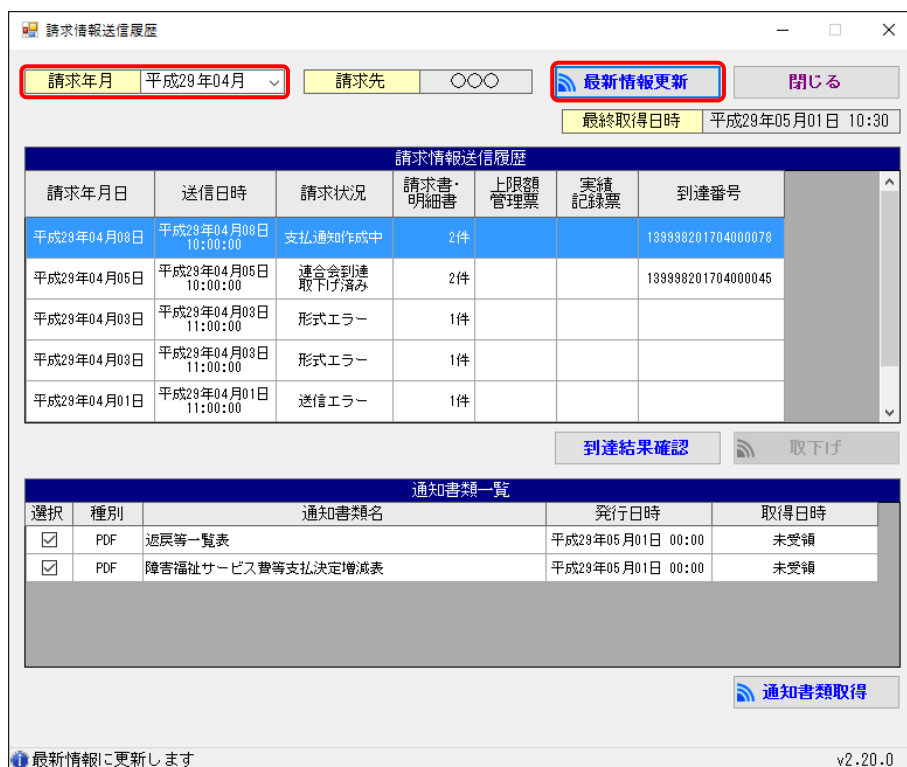 請求情報送信履歴
請求年月 平成29年04月 請求先 〇〇〇 最新情報更新 閉じる
最終取得日時 平成29年05月01日 10:30
請求情報送信履歴
請求年月日 送信日時 請求状況 請求書・明細書 上限額管理票 実績記録票 到達番号
平成29年04月08日 平成29年04月08日 10:00:00 支払通知作成中 2件 139998201704000078
平成29年04月05日 平成29年04月05日 10:00:00 連合会到達 取下げ済み 2件 139998201704000045
平成29年04月03日 平成29年04月03日 11:00:00 形式エラー 1件
平成29年04月03日 平成29年04月03日 11:00:00 形式エラー 1件
平成29年04月01日 平成29年04月01日 11:00:00 送信エラー 1件
到達結果確認 取下げ
通知書類一覧
選択 種別 通知書類名 発行日時 取得日時
PDF 返戻等一覧表 平成29年05月01日 00:00 未受領
PDF 障害福祉サービス費等支払決定増減表 平成29年05月01日 00:00 未受領
通知書類取得
最新情報に更新します v2.20.0